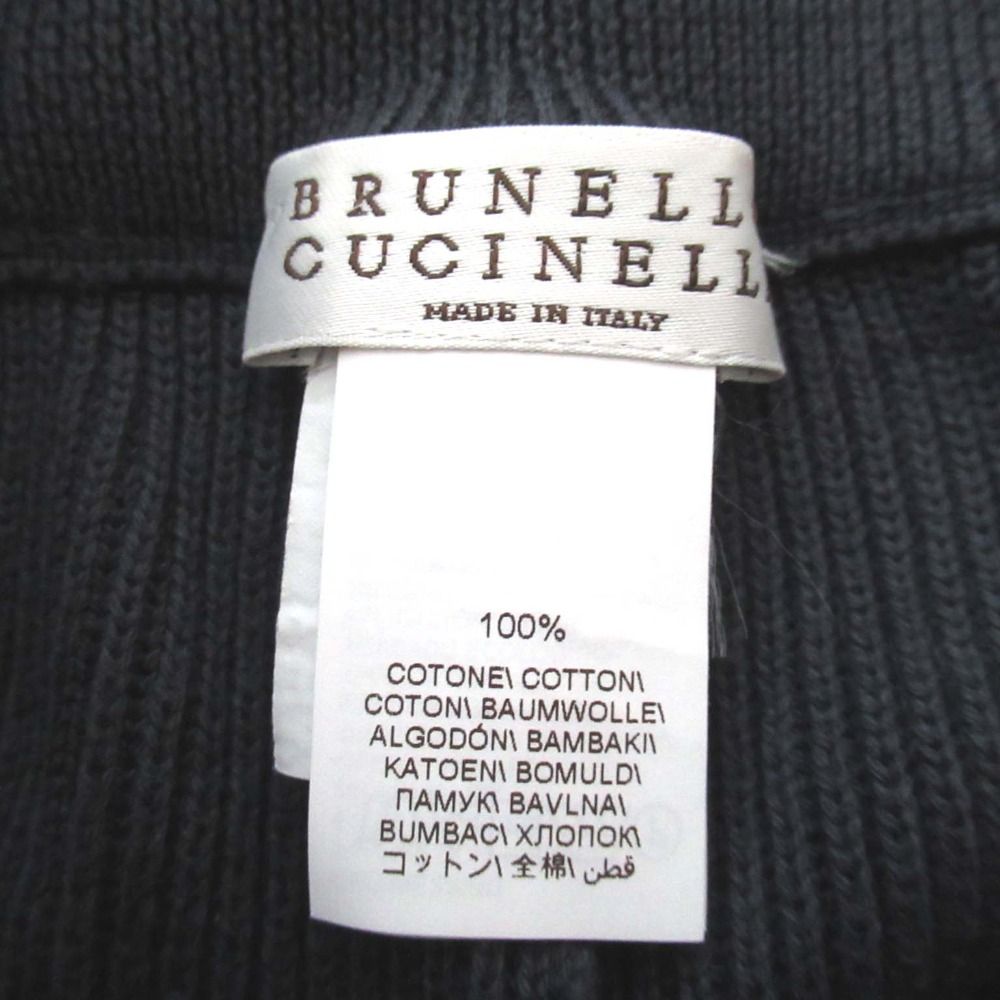 BRUNELL
CUCINELL
MADE IN ITALY
100%
COTONE\ COTTON\
COTON\ BAUMWOLLE\
ALGODÓN\ BAMBAKI\
KATOEN\ BOMULD\
ПАМУК\ BAVLNA\
BUMBAC\ ХЛОПОК\
コットン\ 全棉\ قطن